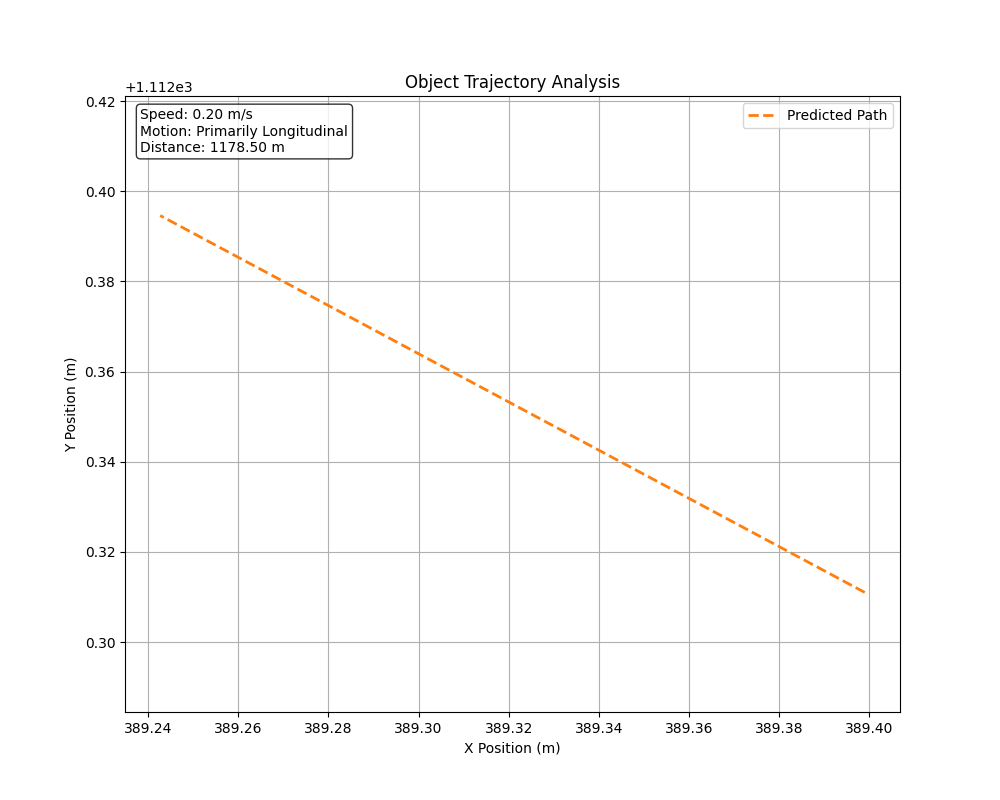 Object Trajectory Analysis
+1.112e3
Speed: 0.20 m/s
Motion: Primarily Longitudinal
Distance: 1178.50 m
Predicted Path
0.42
0.40
0.38
0.36
0.34
0.32
0.30
Y Position (m)
389.24 389.26 389.28 389.30 389.32 389.34 389.36 389.38 389.40
X Position (m)